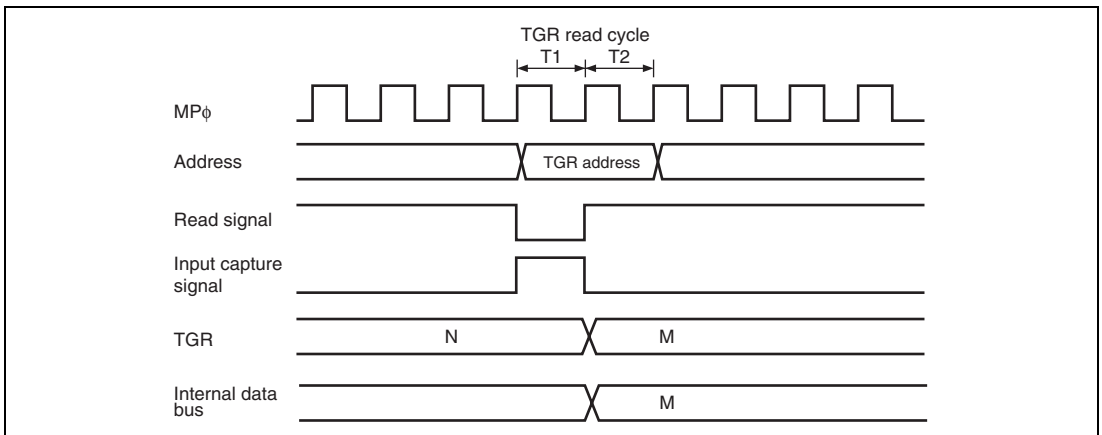 TGR read cycle
T1 T2
MPϕ
Address
TGR address
Read signal
Input capture
signal
TGR
N
M
Internal data
bus
M